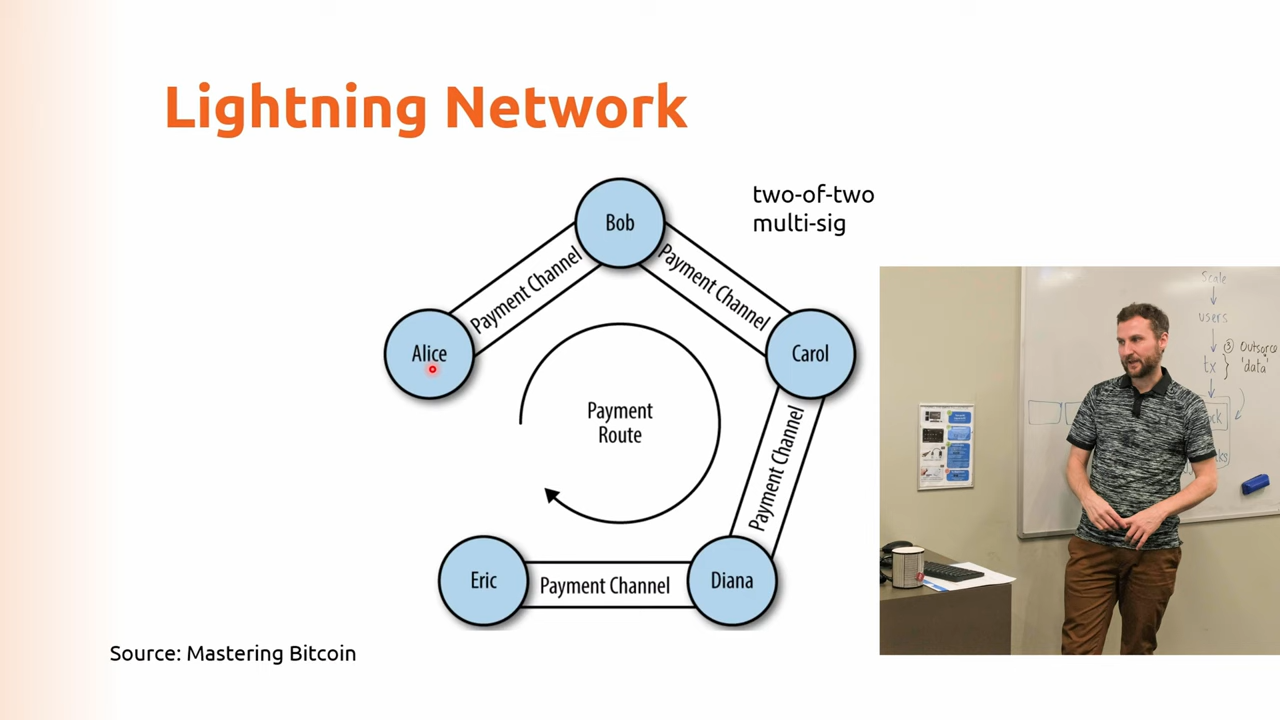 Lightning Network
two-of-two
multi-sig
Bob
Payment Channel
Payment Channel
Alice
Carol
Payment
Route
Payment Channel
Eric
Payment Channel
Diana
Source: Mastering Bitcoin
Scale
users
tx
③ Outsource
'data'